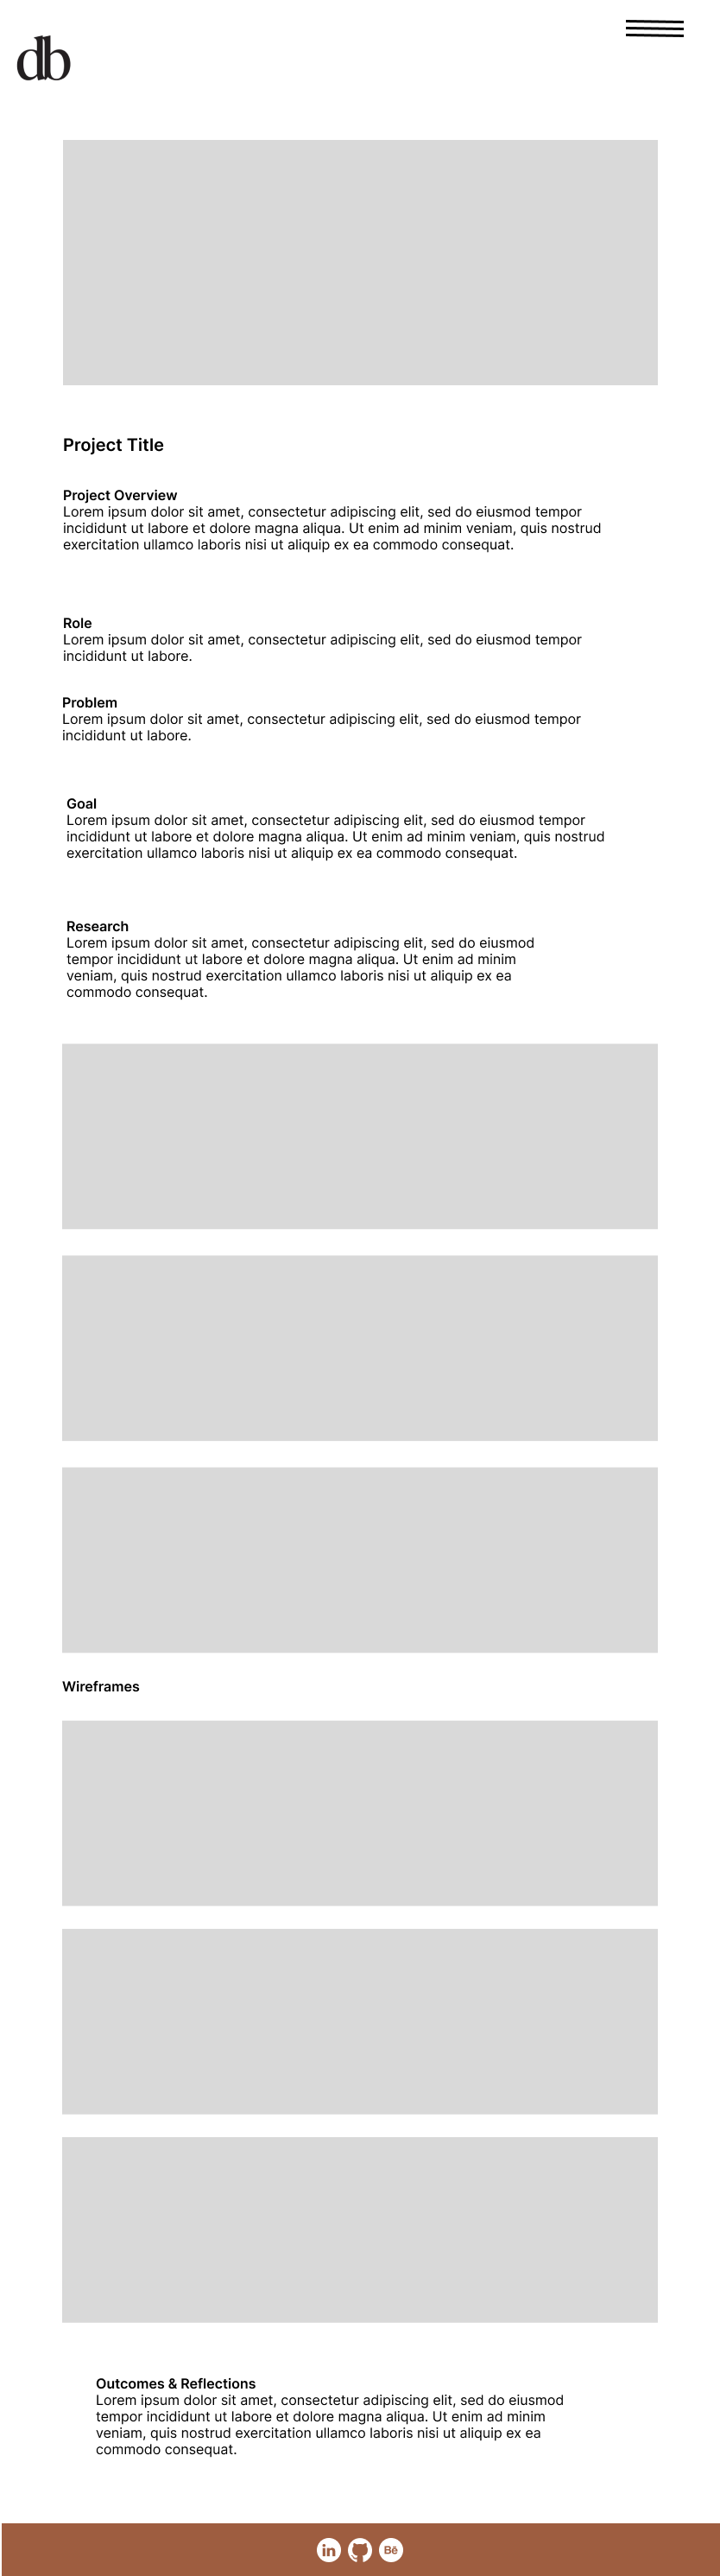 db
Project Title
Project Overview
Lorem ipsum dolor sit amet, consectetur adipiscing elit, sed do eiusmod tempor
incididunt ut labore et dolore magna aliqua. Ut enim ad minim veniam, quis nostrud
exercitation ullamco laboris nisi ut aliquip ex ea commodo consequat.
Role
Lorem ipsum dolor sit amet, consectetur adipiscing elit, sed do eiusmod tempor
incididunt ut labore.
Problem
Lorem ipsum dolor sit amet, consectetur adipiscing elit, sed do eiusmod tempor
incididunt ut labore.
Goal
Lorem ipsum dolor sit amet, consectetur adipiscing elit, sed do eiusmod tempor
incididunt ut labore et dolore magna aliqua. Ut enim ad minim veniam, quis nostrud
exercitation ullamco laboris nisi ut aliquip ex ea commodo consequat.
Research
Lorem ipsum dolor sit amet, consectetur adipiscing elit, sed do eiusmod
tempor incididunt ut labore et dolore magna aliqua. Ut enim ad minim
veniam, quis nostrud exercitation ullamco laboris nisi ut aliquip ex ea
commodo consequat.
Wireframes
Outcomes & Reflections
Lorem ipsum dolor sit amet, consectetur adipiscing elit, sed do eiusmod
tempor incididunt ut labore et dolore magna aliqua. Ut enim ad minim
veniam, quis nostrud exercitation ullamco laboris nisi ut aliquip ex ea
commodo consequat.
in Bē